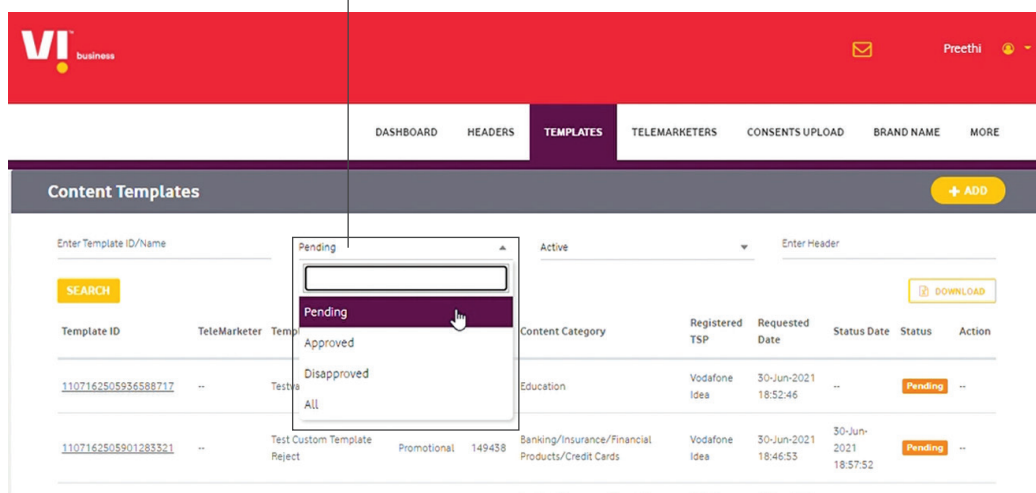 VI™ business
Preethi
DASHBOARD HEADERS TEMPLATES TELEMARKETERS CONSENTS UPLOAD BRAND NAME MORE
Content Templates
+ ADD
Enter Template ID/Name
Pending
Active
Enter Header
SEARCH
DOWNLOAD
Pending
Approved
Disapproved
All
Template ID TeleMarketer Content Category Registered TSP Requested Date Status Date Status Action
1107162505936588717 -- Education Vodafone Idea 30-Jun-2021 18:52:46 -- Pending --
1107162505901283321 -- Test Custom Template Reject Promotional 149438 Banking/Insurance/Financial Products/Credit Cards Vodafone Idea 30-Jun-2021 18:46:53 30-Jun-2021 18:57:52 Pending --